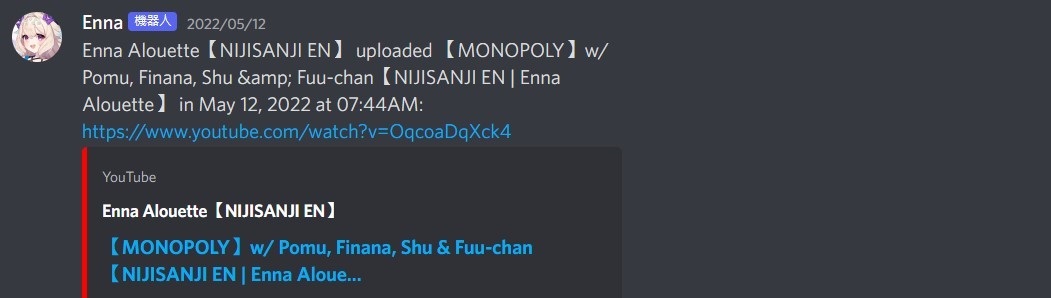 Enna 機器人 2022/05/12
Enna Alouette【NIJISANJI EN】 uploaded 【MONOPOLY】w/
Pomu, Finana, Shu &amp; Fuu-chan【NIJISANJI EN | Enna
Alouette】 in May 12, 2022 at 07:44AM:
https://www.youtube.com/watch?v=OqcoaDqXck4
YouTube
Enna Alouette【NIJISANJI EN】
【MONOPOLY】w/ Pomu, Finana, Shu & Fuu-chan
【NIJISANJI EN | Enna Aloue...